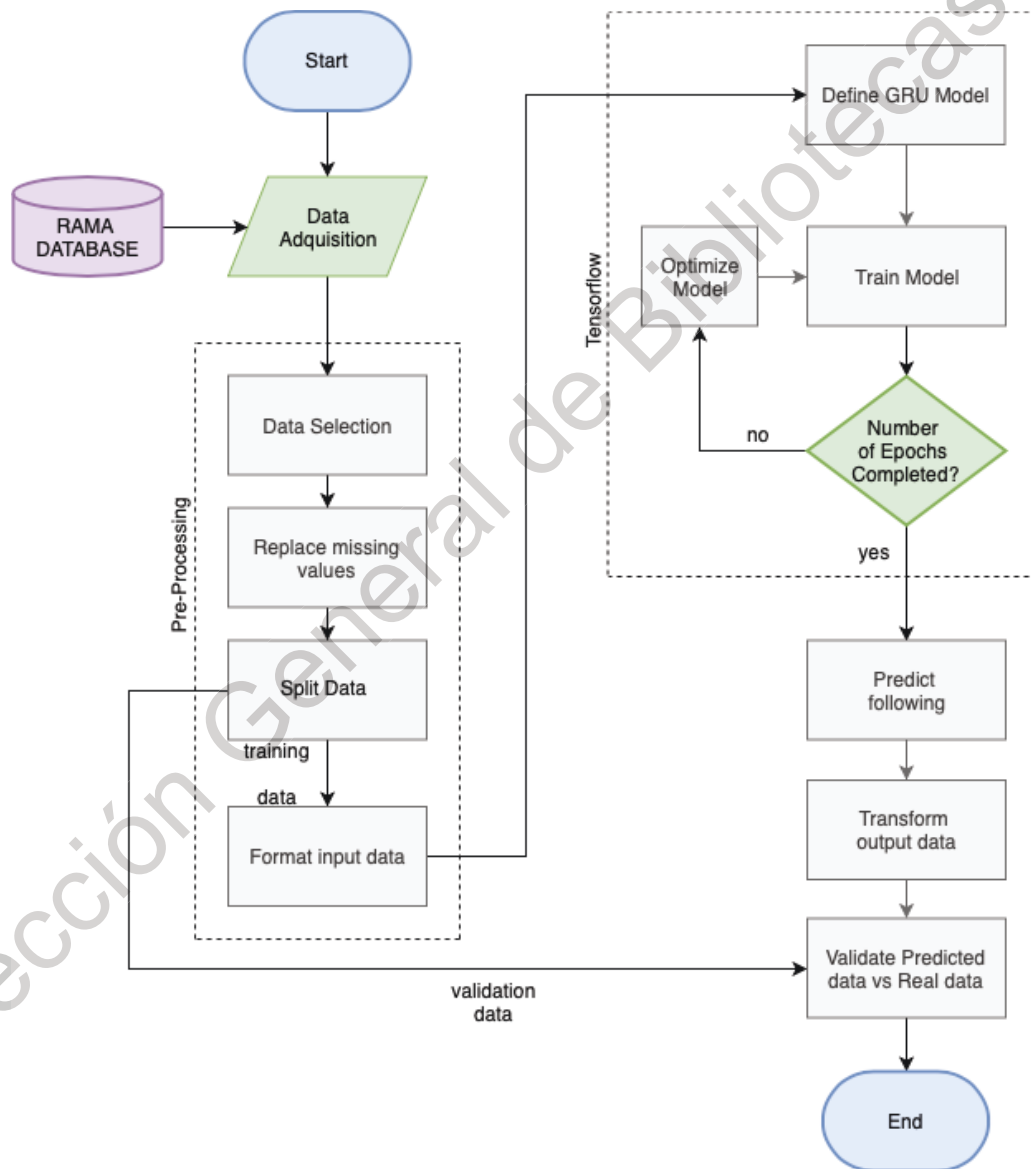 Start
RAMA
DATABASE
Data
Adquisition
Pre-Processing
Data Selection
Replace missing
values
Split Data
training
data
Format input data
validation
data
Tensorflow
Define GRU Model
Optimize
Model
Train Model
Number
of Epochs
Completed?
no
yes
Predict
following
Transform
output data
Validate Predicted
data vs Real data
End
ección General de Bibliotecas